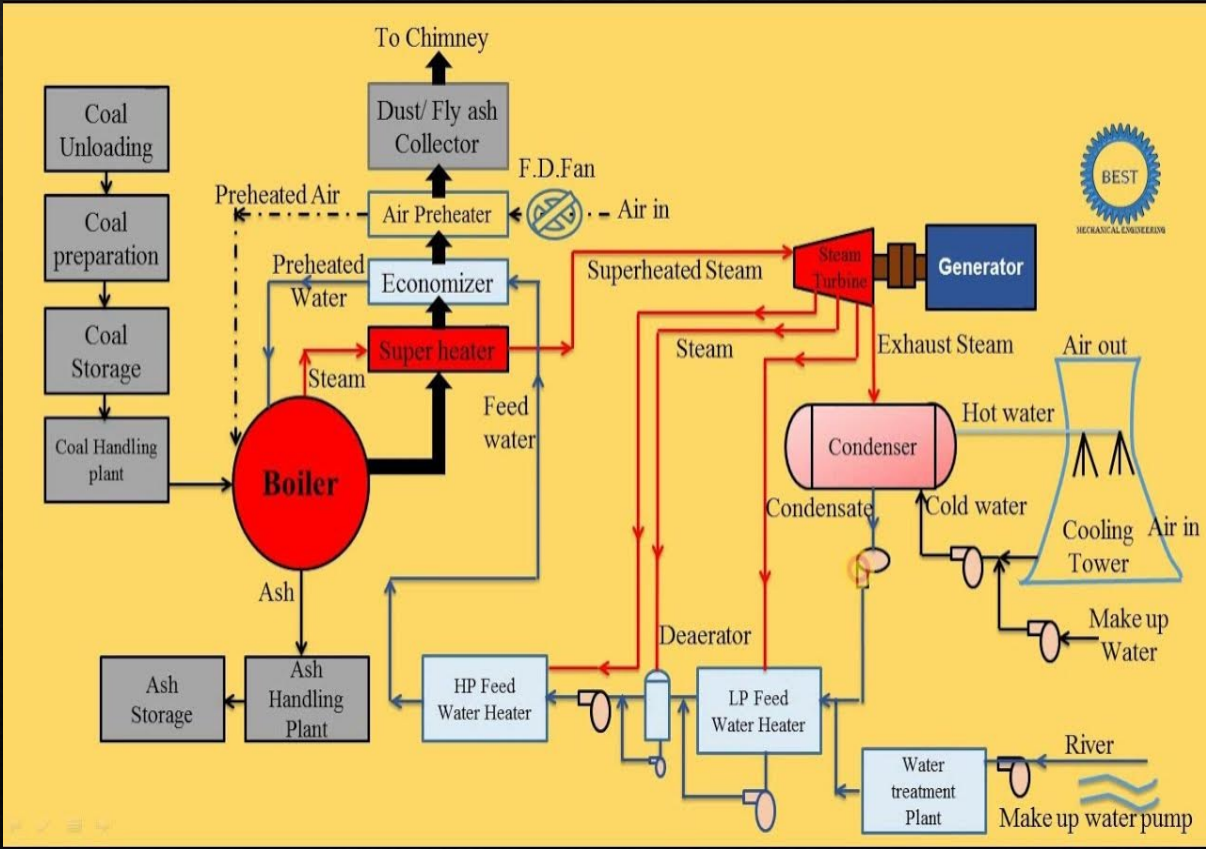 To Chimney
Coal
Unloading
Dust/ Fly ash
Collector
F.D.Fan
BEST
MECHANICAL ENGINEERING
Preheated Air
Air Preheater
Air in
Coal
preparation
Preheated
Water
Economizer
Superheated Steam
Steam
Turbine
Generator
Coal
Storage
Super heater
Steam
Steam
Exhaust Steam
Air out
Feed
water
Hot water
Coal Handling
plant
Boiler
Condenser
Condensate
Cold water
Cooling
Tower
Air in
Ash
Make up
Water
Deaerator
Ash
Storage
Ash
Handling
Plant
HP Feed
Water Heater
LP Feed
Water Heater
River
Water
treatment
Plant
Make up water pump